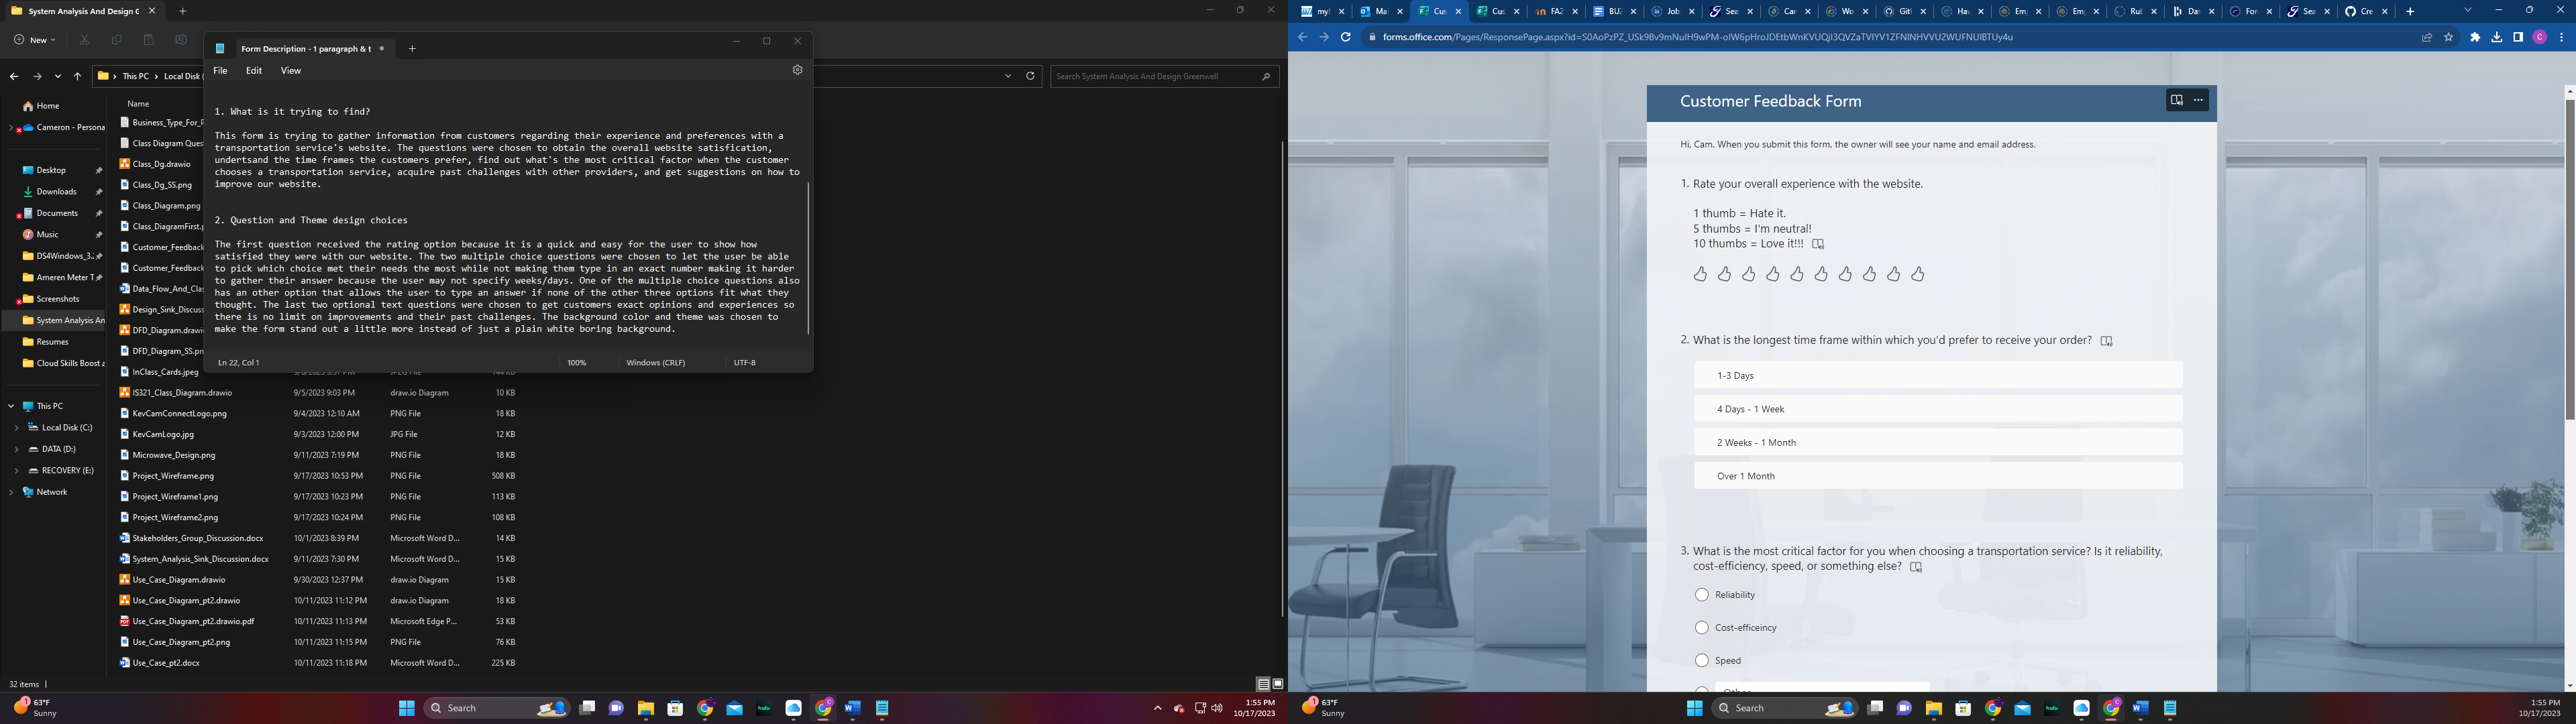 System Analysis And Design G
New
This PC
Local Disk (
Search System Analysis And Design Greenwell
Home
Cameron - Persona
Desktop
Downloads
Documents
Music
DS4Windows_3.
Ameren Meter T
Screenshots
System Analysis An
Resumes
Cloud Skills Boost a
This PC
Local Disk (C:)
DATA (D:)
RECOVERY (E:)
Network
Name
Business_Type_For_P
Class Diagram Ques
Class_Dg.drawio
Class_Dg_SS.png
Class_Diagram.png
Class_DiagramFirst.p
Customer_Feedback
Customer_Feedback
Data_Flow_And_Clas
Design_Sink_Discuss
DFD_Diagram.drawi
DFD_Diagram_SS.pn
InClass_Cards.jpeg
IS321_Class_Diagram.drawio 9/5/2023 9:03 PM draw.io Diagram 10 KB
KevCamConnectLogo.png 9/4/2023 12:10 AM PNG File 18 KB
KevCamLogo.jpg 9/3/2023 12:00 PM JPG File 12 KB
Microwave_Design.png 9/11/2023 7:19 PM PNG File 18 KB
Project_Wireframe.png 9/17/2023 10:53 PM PNG File 508 KB
Project_Wireframe1.png 9/17/2023 10:23 PM PNG File 113 KB
Project_Wireframe2.png 9/17/2023 10:24 PM PNG File 108 KB
Stakeholders_Group_Discussion.docx 10/1/2023 8:39 PM Microsoft Word D... 14 KB
System_Analysis_Sink_Discussion.docx 9/11/2023 7:30 PM Microsoft Word D... 15 KB
Use_Case_Diagram.drawio 9/30/2023 12:37 PM draw.io Diagram 15 KB
Use_Case_Diagram_pt2.drawio 10/11/2023 11:12 PM draw.io Diagram 18 KB
Use_Case_Diagram_pt2.drawio.pdf 10/11/2023 11:13 PM Microsoft Edge P... 53 KB
Use_Case_Diagram_pt2.png 10/11/2023 11:15 PM PNG File 76 KB
Use_Case_pt2.docx 10/11/2023 11:18 PM Microsoft Word D... 225 KB
32 items
Form Description - 1 paragraph & t
File Edit View
1. What is it trying to find?
This form is trying to gather information from customers regarding their experience and preferences with a
transportation service's website. The questions were chosen to obtain the overall website satisfication,
undertsand the time frames the customers prefer, find out what's the most critical factor when the customer
chooses a transportation service, acquire past challenges with other providers, and get suggestions on how to
improve our website.
2. Question and Theme design choices
The first question received the rating option because it is a quick and easy for the user to show how
satisfied they were with our website. The two multiple choice questions were chosen to let the user be able
to pick which choice met their needs the most while not making them type in an exact number making it harder
to gather their answer because the user may not specify weeks/days. One of the multiple choice questions also
has an other option that allows the user to type an answer if none of the other three options fit what they
thought. The last two optional text questions were chosen to get customers exact opinions and experiences so
there is no limit on improvements and their past challenges. The background color and theme was chosen to
make the form stand out a little more instead of just a plain white boring background.
Ln 22, Col 1 100% Windows (CRLF) UTF-8
63°F
Sunny
Search
hulu
1:55 PM
10/17/2023
my Ma Cus Cus FA2 BU Job Sea Car Wo Git Ha Em Em Rul Das For Sea Cre
forms.office.com/Pages/ResponsePage.aspx?id=
Customer Feedback Form
Hi, Cam. When you submit this form, the owner will see your name and email address.
1. Rate your overall experience with the website.
1 thumb = Hate it.
5 thumbs = I'm neutral!
10 thumbs = Love it!!!
2. What is the longest time frame within which you'd prefer to receive your order?
1-3 Days
4 Days - 1 Week
2 Weeks - 1 Month
Over 1 Month
3. What is the most critical factor for you when choosing a transportation service? Is it reliability,
cost-efficiency, speed, or something else?
Reliability
Cost-efficeincy
Speed
Other
63°F
Sunny
Search
hulu
1:55 PM
10/17/2023